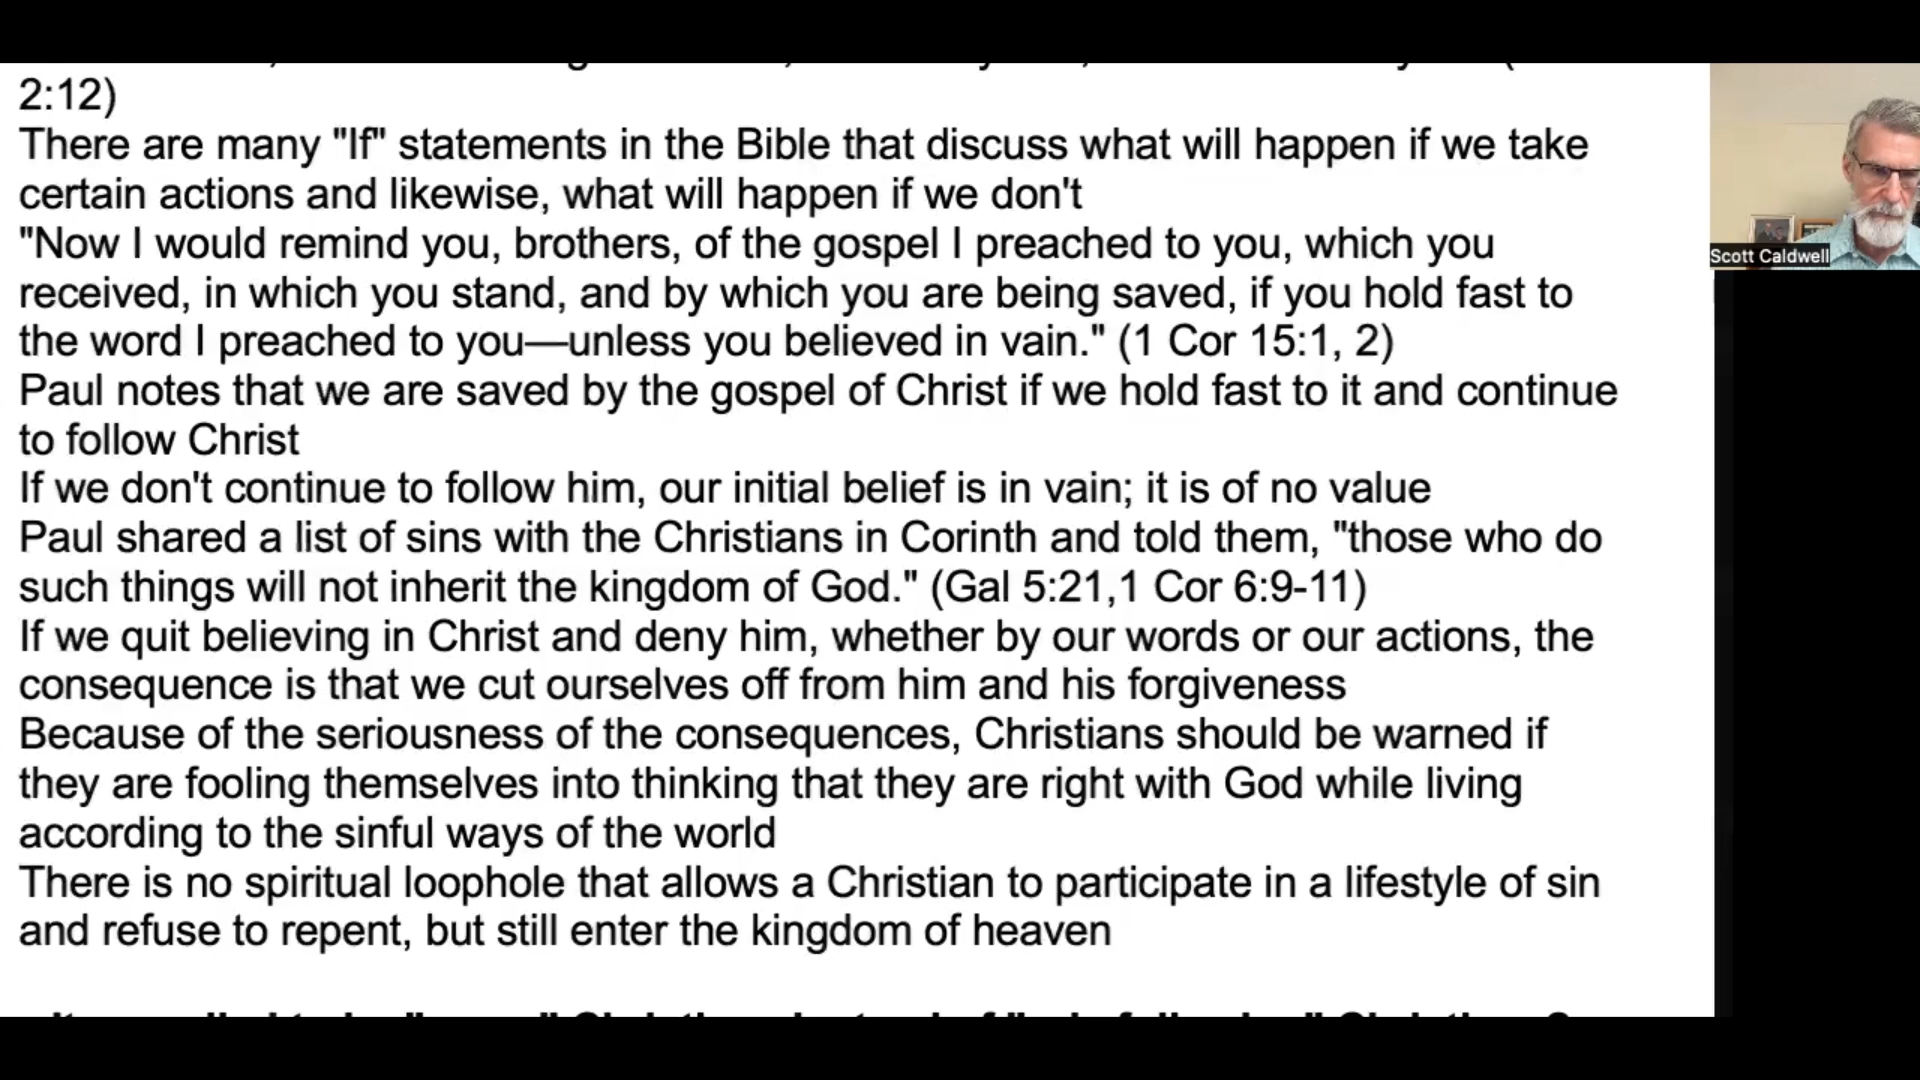 2:12)
There are many "If" statements in the Bible that discuss what will happen if we take
certain actions and likewise, what will happen if we don't
"Now I would remind you, brothers, of the gospel I preached to you, which you
received, in which you stand, and by which you are being saved, if you hold fast to
the word I preached to you—unless you believed in vain." (1 Cor 15:1, 2)
Paul notes that we are saved by the gospel of Christ if we hold fast to it and continue
to follow Christ
If we don't continue to follow him, our initial belief is in vain; it is of no value
Paul shared a list of sins with the Christians in Corinth and told them, "those who do
such things will not inherit the kingdom of God." (Gal 5:21,1 Cor 6:9-11)
If we quit believing in Christ and deny him, whether by our words or our actions, the
consequence is that we cut ourselves off from him and his forgiveness
Because of the seriousness of the consequences, Christians should be warned if
they are fooling themselves into thinking that they are right with God while living
according to the sinful ways of the world
There is no spiritual loophole that allows a Christian to participate in a lifestyle of sin
and refuse to repent, but still enter the kingdom of heaven
Scott Caldwell